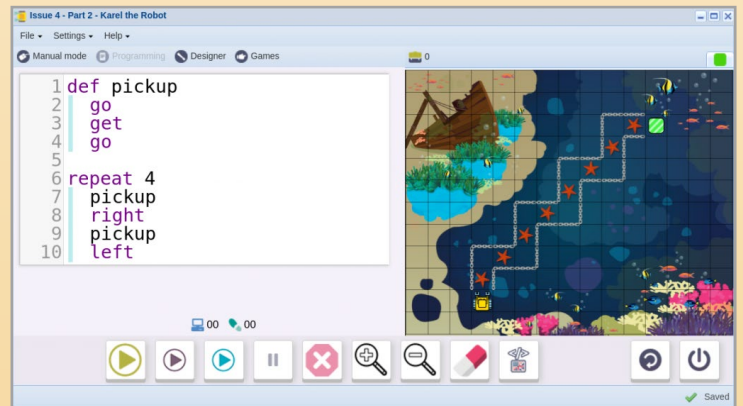 Issue 4 - Part 2 - Karel the Robot
File Settings Help
Manual mode Programming Designer Games
0
1 def pickup
2 go
3 get
4 go
5
6 repeat 4
7 pickup
8 right
9 pickup
10 left
00 00
Saved